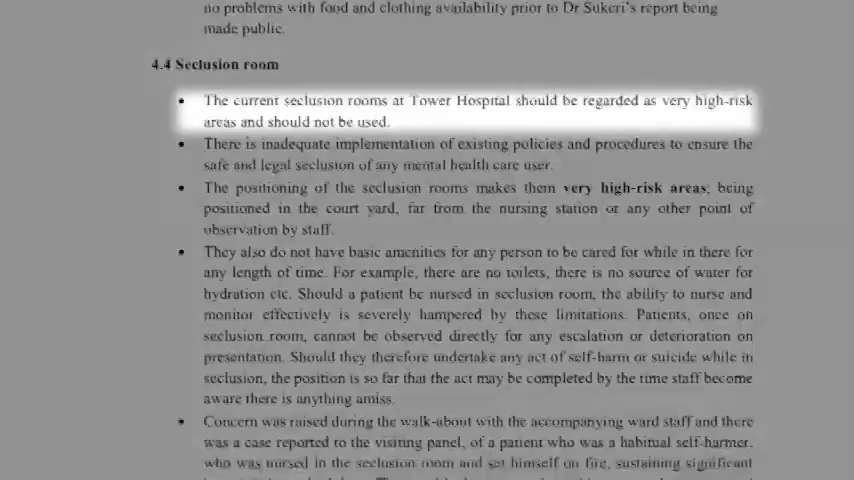 no problems with food and clothing availability prior to Dr Sukeri's report being
made public.
4.4 Seclusion room
• The current seclusion rooms at Tower Hospital should be regarded as very high-risk
areas and should not be used.
• There is inadequate implementation of existing policies and procedures to ensure the
safe and legal seclusion of any mental health care user.
• The positioning of the seclusion rooms makes them very high-risk areas; being
positioned in the court yard, far from the nursing station or any other point of
observation by staff.
• They also do not have basic amenities for any person to be cared for while in there for
any length of time. For example, there are no toilets, there is no source of water for
hydration etc. Should a patient be nursed in seclusion room, the ability to nurse and
monitor effectively is severely hampered by these limitations. Patients, once on
seclusion room, cannot be observed directly for any escalation or deterioration on
presentation. Should they therefore undertake any act of self-harm or suicide while in
seclusion, the position is so far that the act may be completed by the time staff become
aware there is anything amiss.
• Concern was raised during the walk-about with the accompanying ward staff and there
was a case reported to the visiting panel, of a patient who was a habitual self-harmer,
who was nursed in the seclusion room and set himself on fire, sustaining significant